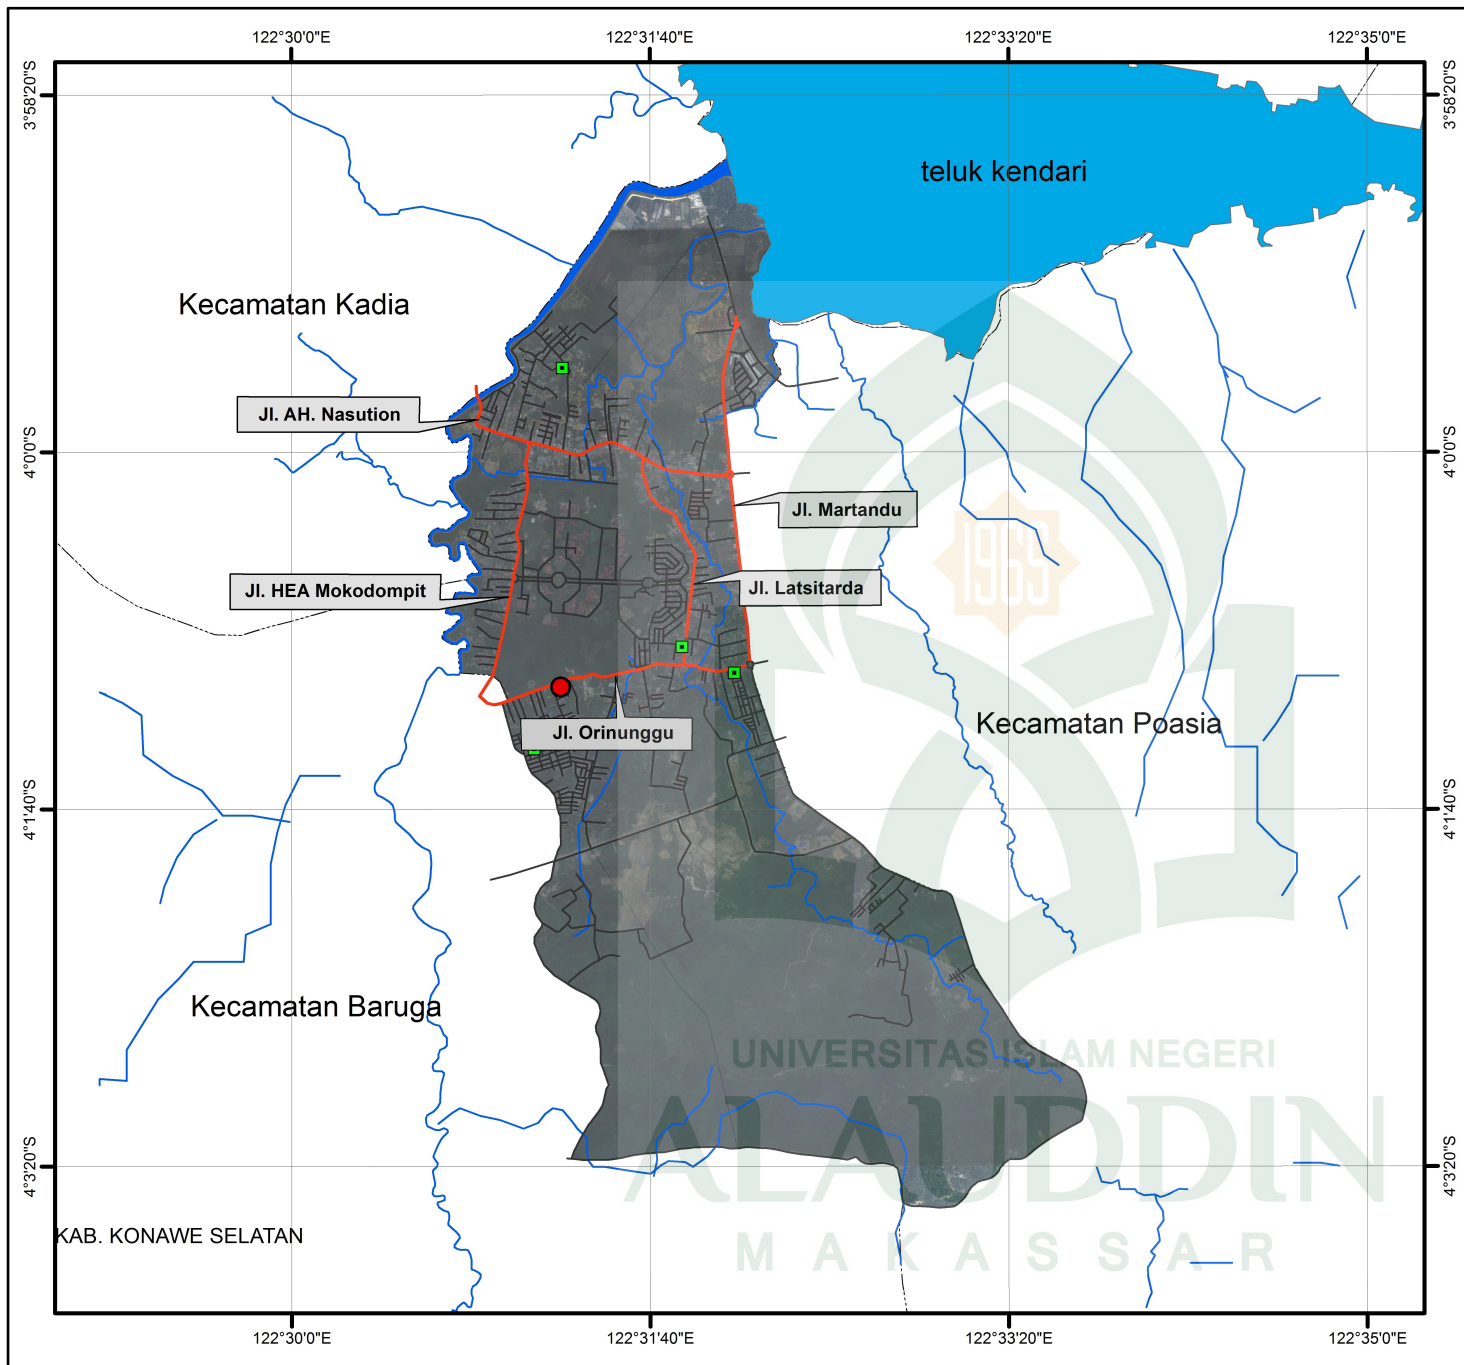 122°30'0"E
122°31'40"E
122°33'20"E
122°35'0"E
3°58'20"S
3°58'20"S
teluk kendari
Kecamatan Kadia
Jl. AH. Nasution
4°0'0"S
4°0'0"S
Jl. Martandu
1969
Jl. HEA Mokodompit
Jl. Latsitarda
Kecamatan Poasia
Jl. Orinunggu
4°1'40"S
4°1'40"S
Kecamatan Baruga
UNIVERSITAS ISLAM NEGERI
ALAUDDIN
4°3'20"S
4°3'20"S
KAB. KONAWE SELATAN
MAKASSAR
122°30'0"E
122°31'40"E
122°33'20"E
122°35'0"E